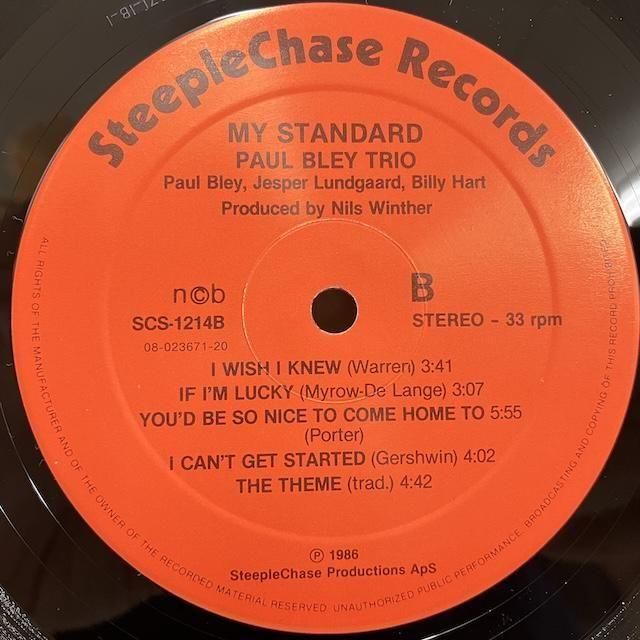 SteepleChase Records
MY STANDARD
PAUL BLEY TRIO
Paul Bley, Jesper Lundgaard, Billy Hart
Produced by Nils Winther
n©b
B
SCS-1214B
STEREO - 33 rpm
08-023671-20
I WISH I KNEW (Warren) 3:41
IF I'M LUCKY (Myrow-De Lange) 3:07
YOU'D BE SO NICE TO COME HOME TO 5:55
(Porter)
I CAN'T GET STARTED (Gershwin) 4:02
THE THEME (trad.) 4:42
℗ 1986
SteepleChase Productions ApS
ALL RIGHTS OF THE MANUFACTURER AND OF THE OWNER OF THE RECORDED MATERIAL RESERVED. UNAUTHORIZED PUBLIC PERFORMANCE, BROADCASTING AND COPYING OF THIS RECORD PROHIBITED